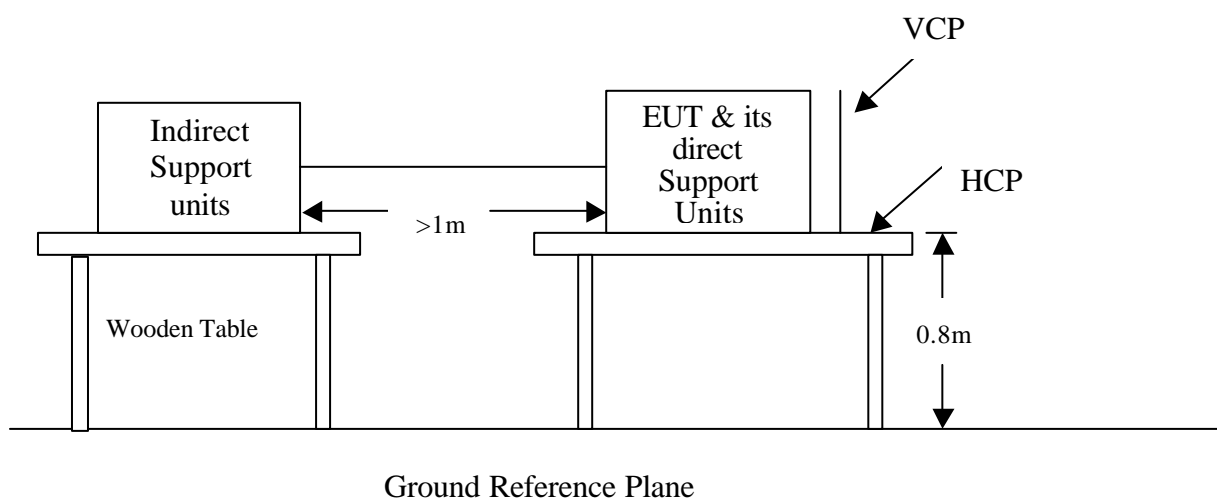 VCP
Indirect
Support
units
EUT & its
direct
Support
Units
HCP
>1m
Wooden Table
0.8m
Ground Reference Plane